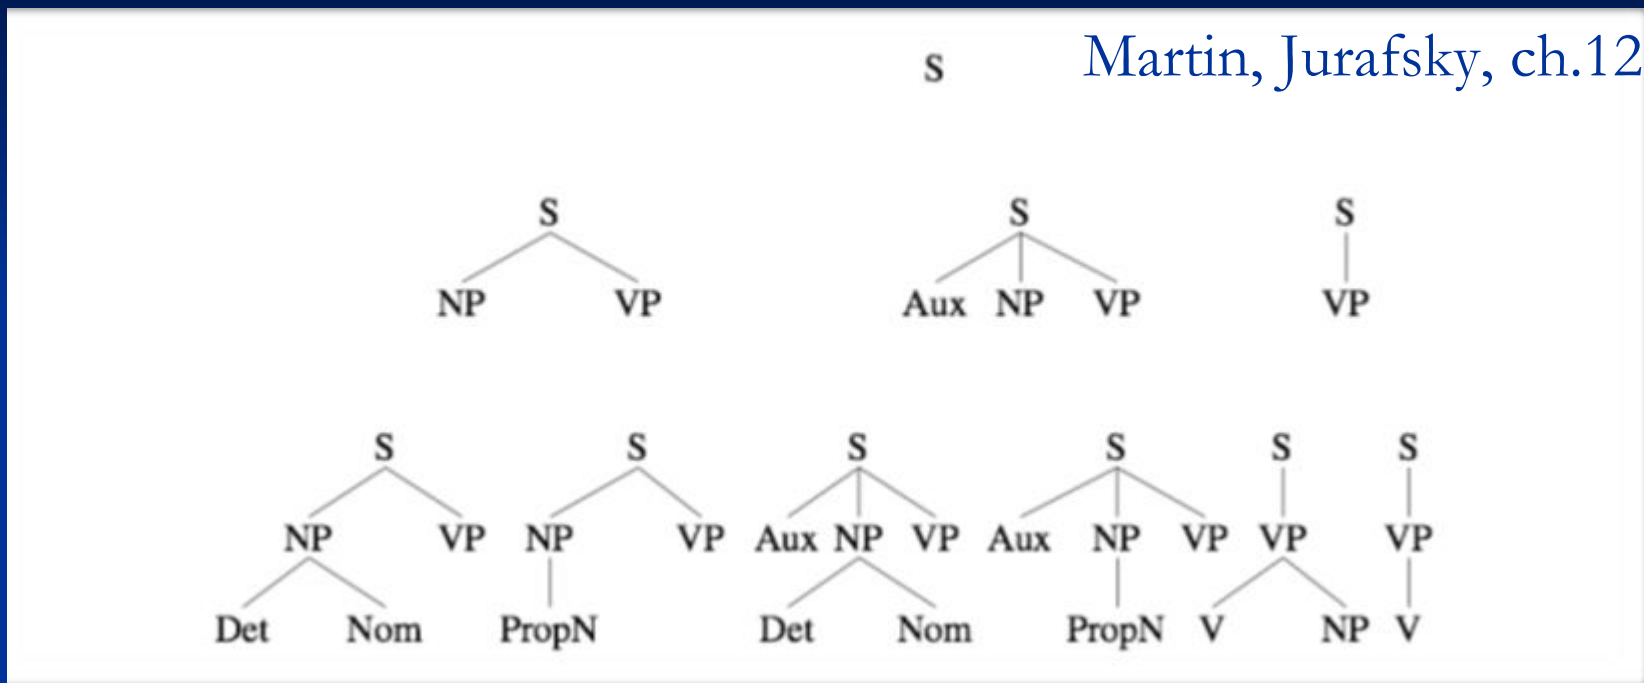 S Martin, Jurafsky, ch.12
S S S
NP VP Aux NP VP VP
S S S S S S
NP VP NP VP Aux NP VP Aux NP VP VP VP
Det Nom PropN Det Nom PropN V NP V